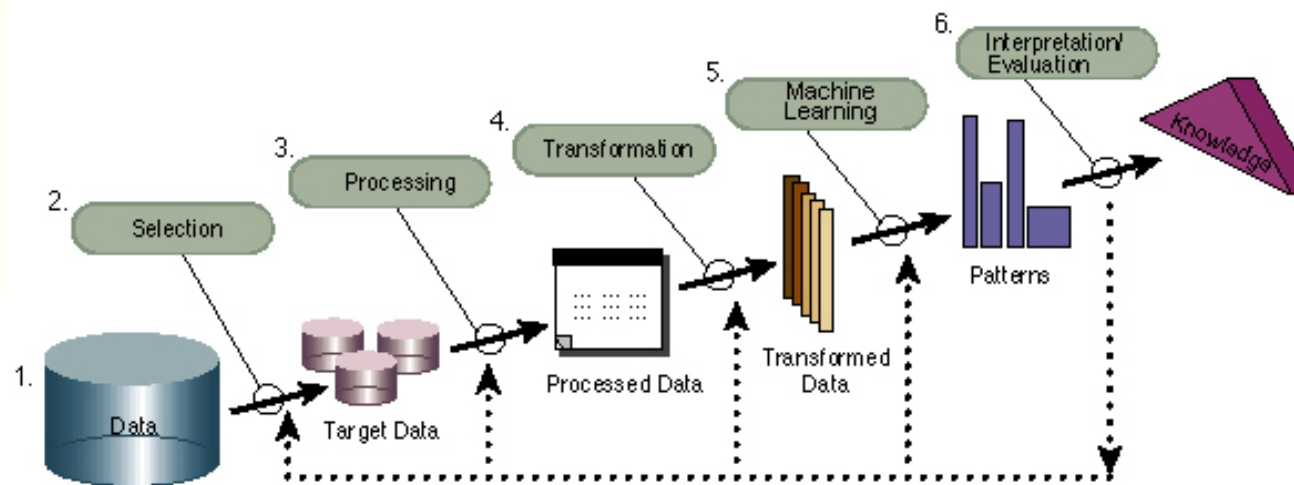 6.
Interpretation/
Evaluation
5.
Machine
Learning
Knowledge
4.
Transformation
3.
Processing
2.
Selection
Patterns
1.
Data
Target Data
Processed Data
Transformed
Data